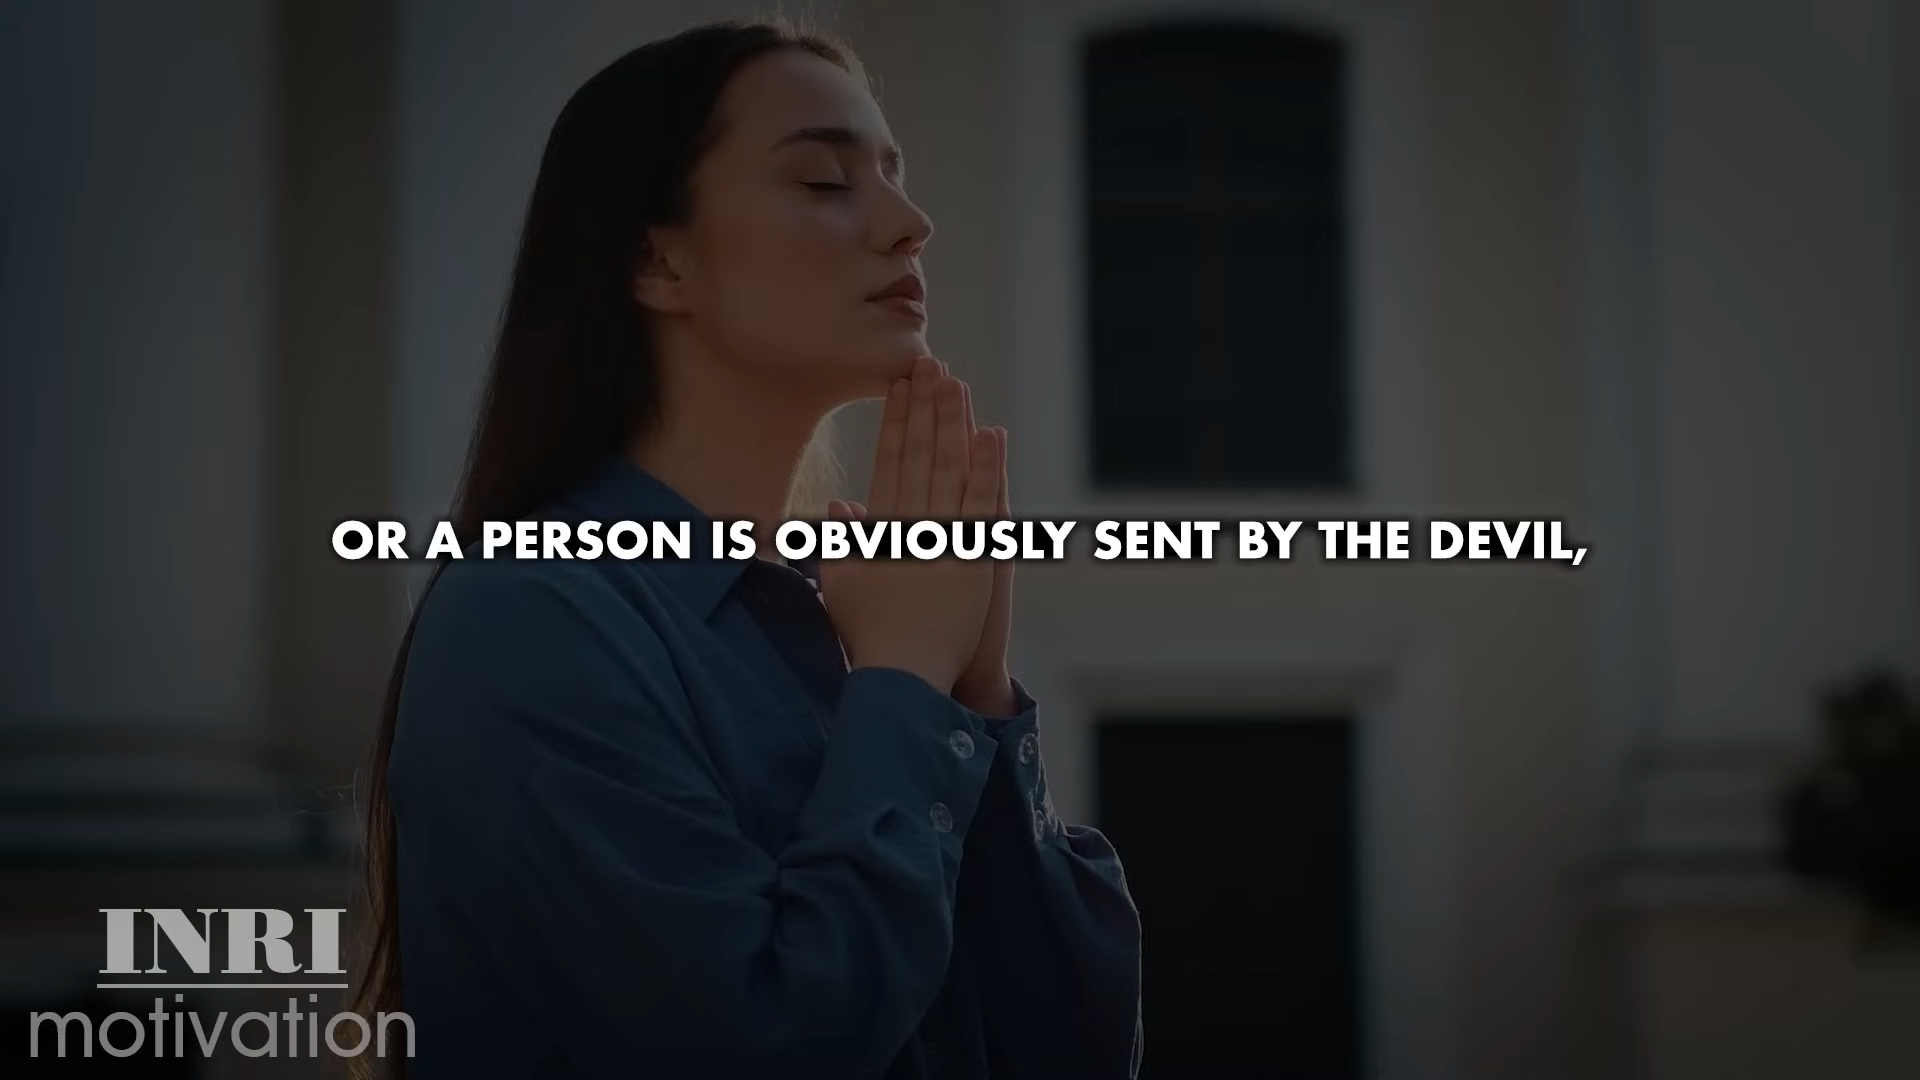 OR A PERSON IS OBVIOUSLY SENT BY THE DEVIL,
INRI
motivation